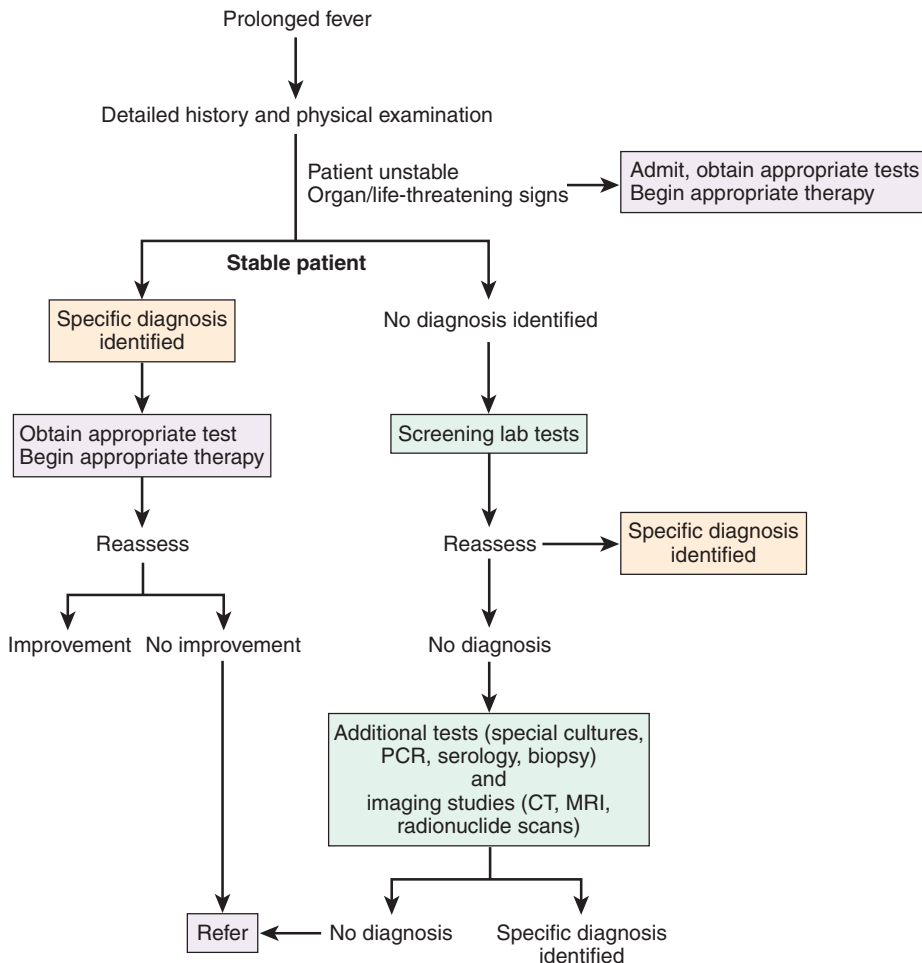 Prolonged fever
Detailed history and physical examination
Patient unstable
Organ/life-threatening signs
Admit, obtain appropriate tests
Begin appropriate therapy
Stable patient
Specific diagnosis
identified
No diagnosis identified
Obtain appropriate test
Begin appropriate therapy
Screening lab tests
Reassess
Reassess
Specific diagnosis
identified
Improvement
No improvement
No diagnosis
Additional tests (special cultures,
PCR, serology, biopsy)
and
imaging studies (CT, MRI,
radionuclide scans)
Refer
No diagnosis
Specific diagnosis
identified